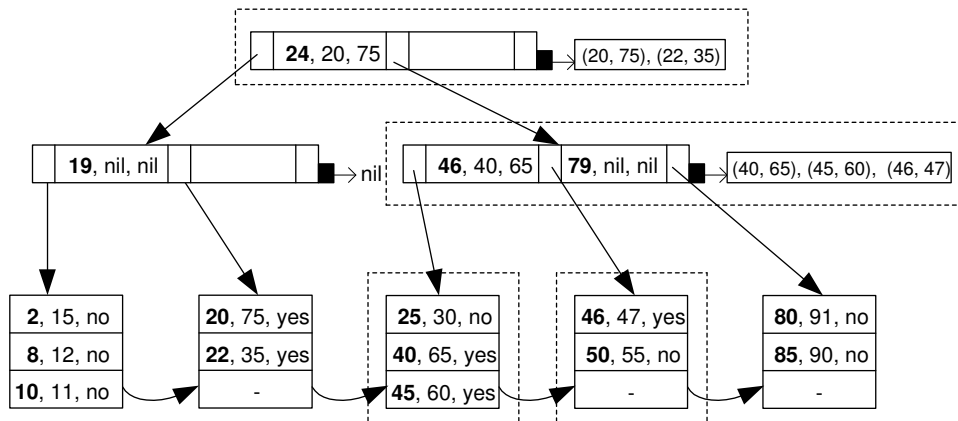 24, 20, 75
(20, 75), (22, 35)
19, nil, nil
nil
46, 40, 65
79, nil, nil
(40, 65), (45, 60), (46, 47)
2, 15, no
8, 12, no
10, 11, no
20, 75, yes
22, 35, yes
-
25, 30, no
40, 65, yes
45, 60, yes
46, 47, yes
50, 55, no
-
80, 91, no
85, 90, no
-